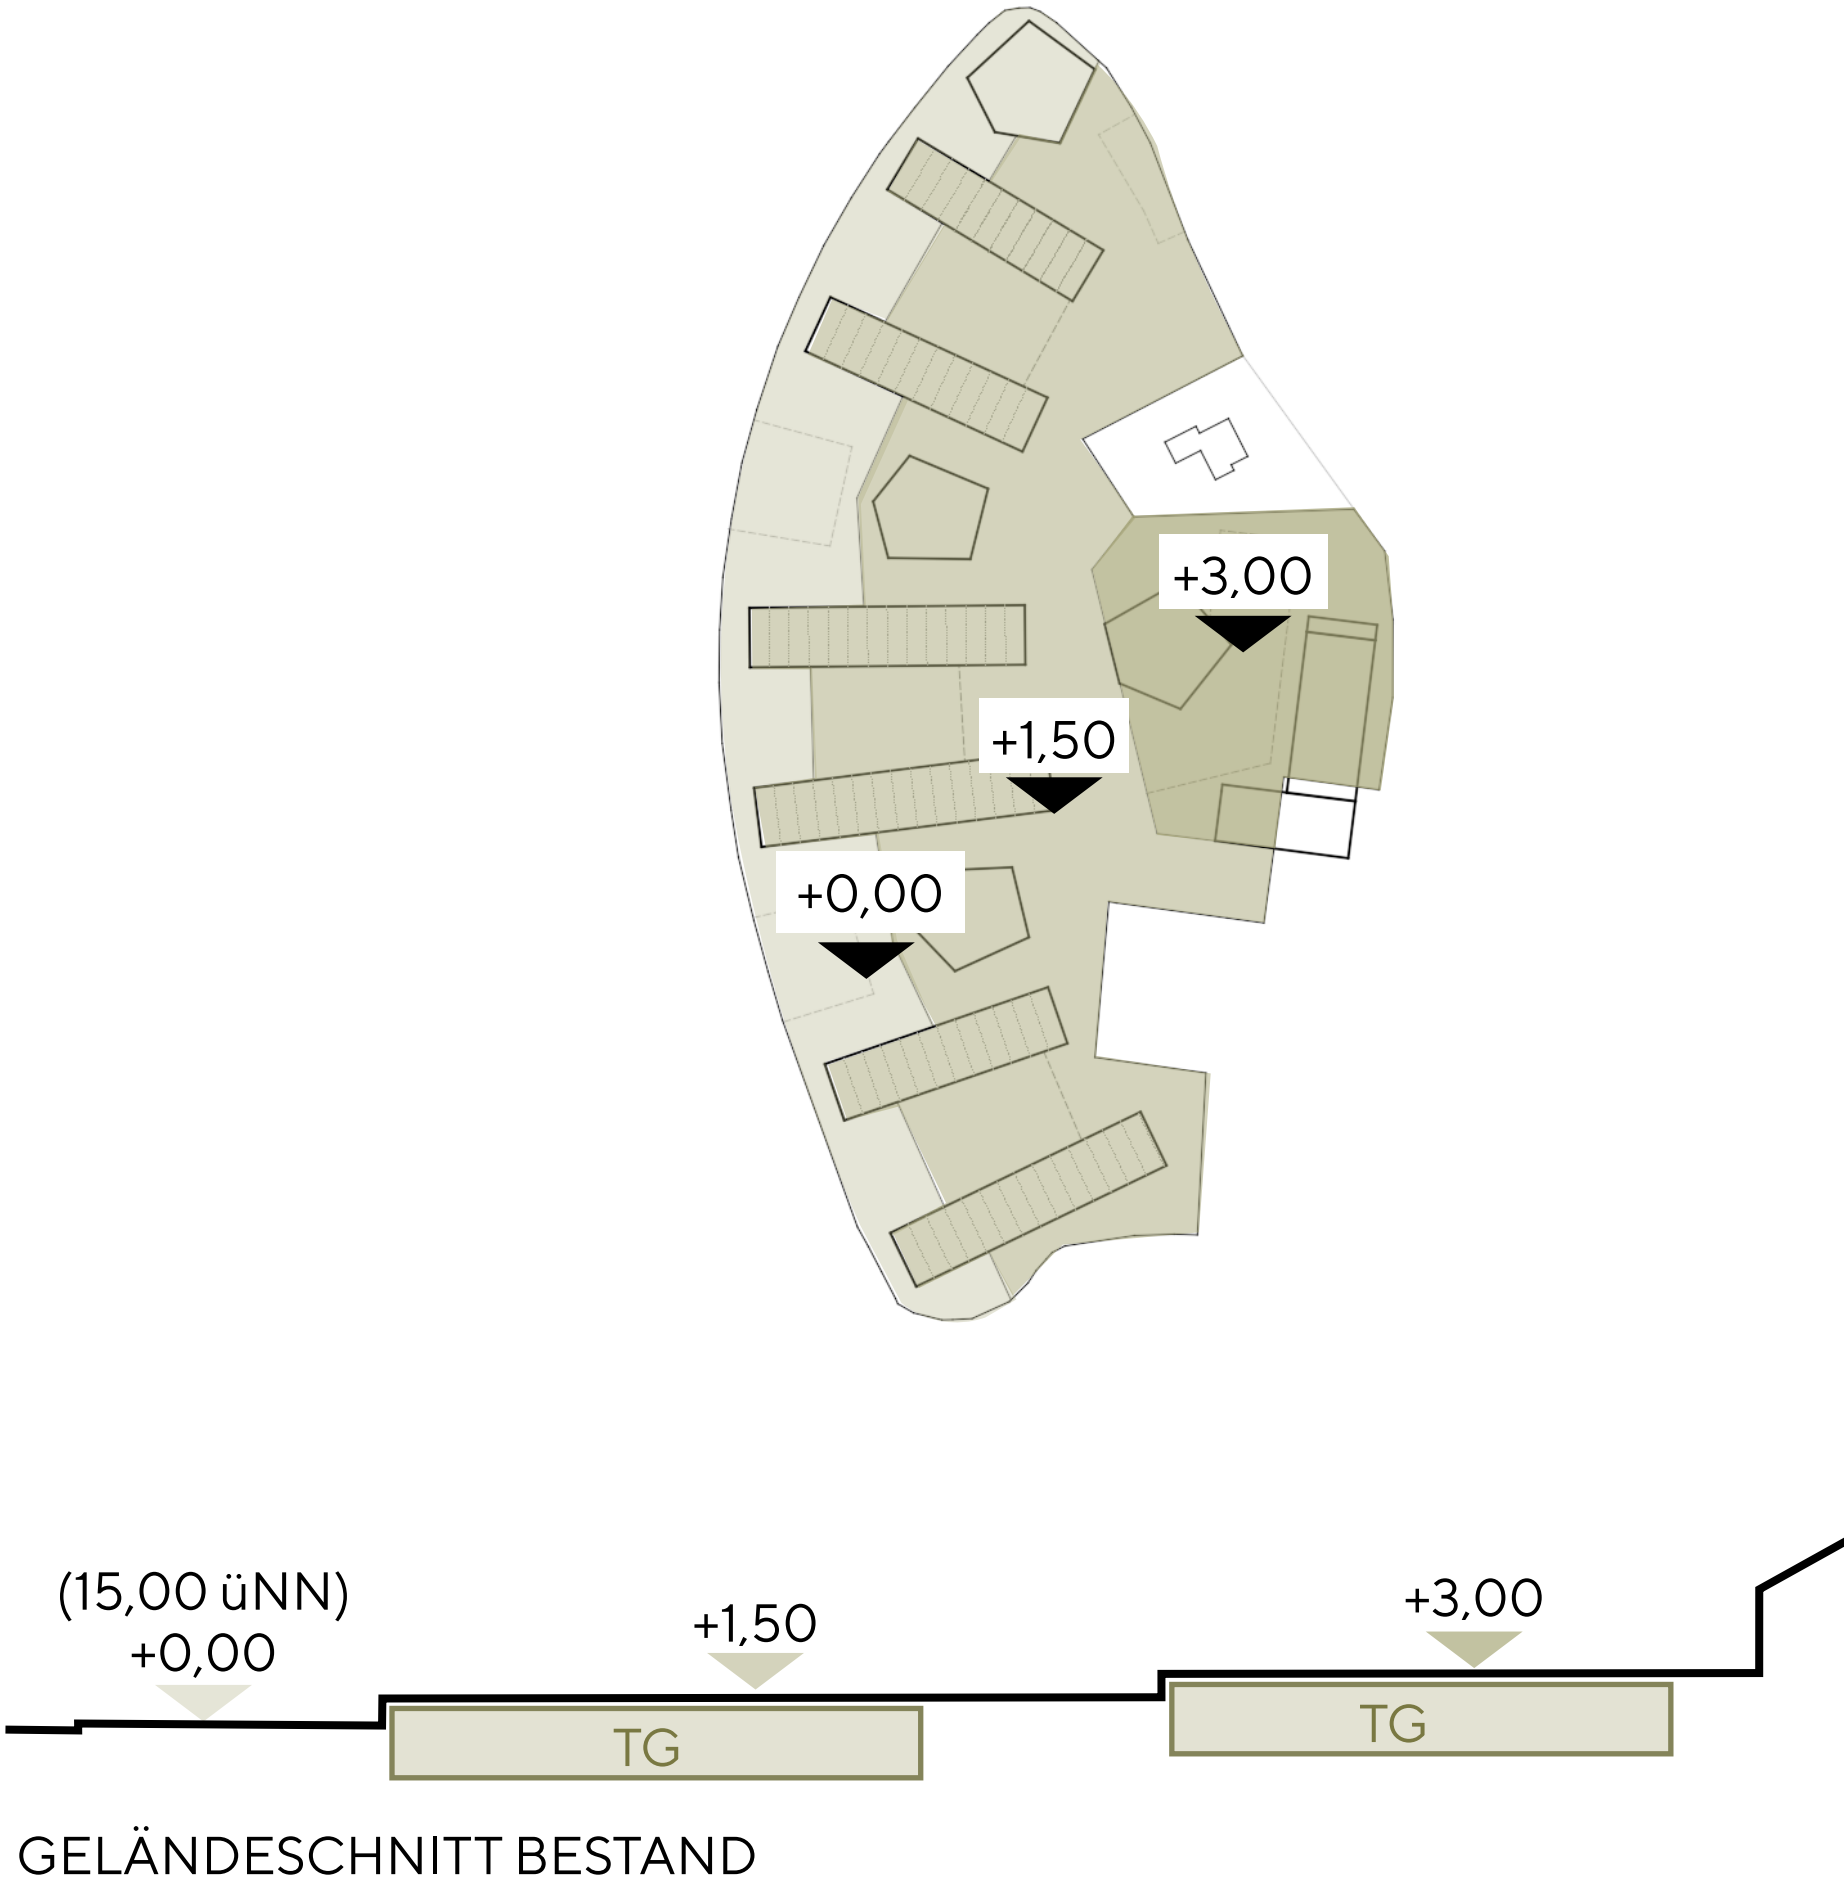 +3,00
+1,50
+0,00
(15,00 üNN)
+0,00
+1,50
+3,00
TG
TG
GELÄNDESCHNITT BESTAND